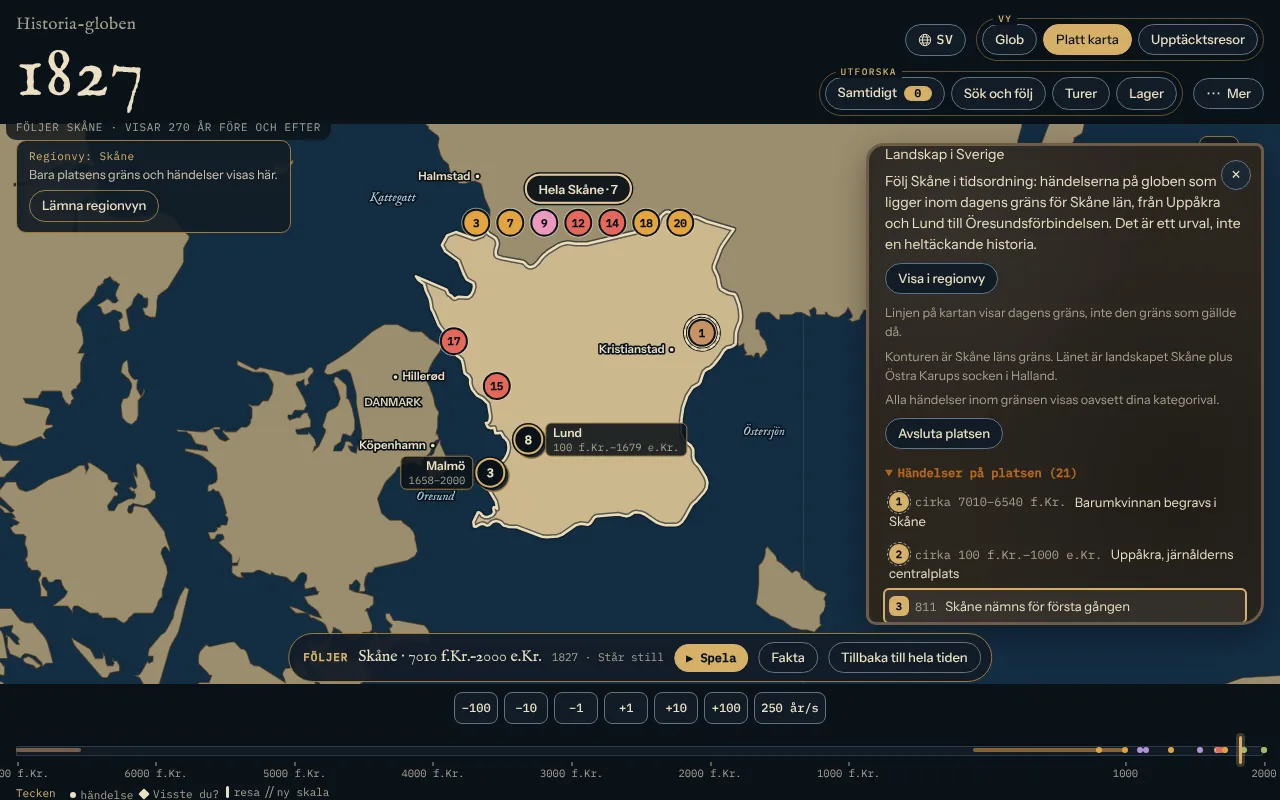 Historia-globen
1827
SV
VY
Glob
Platt karta
Upptäcktsresor
UTFORSKA
Samtidigt 0
Sök och följ
Turer
Lager
··· Mer
FÖLJER SKÅNE · VISAR 270 ÅR FÖRE OCH EFTER
Regionvy: Skåne
Bara platsens gräns och händelser visas här.
Lämna regionvyn
Halmstad
Kattegatt
Hela Skåne · 7
3 7 9 12 14 18 20
17
1
Kristianstad
Hillerød
15
DANMARK
Köpenhamn
8
Lund
100 f.Kr.–1679 e.Kr.
Östersjön
Malmö
1658–2000
3
Öresund
Landskap i Sverige
×
Följ Skåne i tidsordning: händelserna på globen som
ligger inom dagens gräns för Skåne län, från Uppåkra
och Lund till Öresundsförbindelsen. Det är ett urval, inte
en heltäckande historia.
Visa i regionvy
Linjen på kartan visar dagens gräns, inte den gräns som gällde
då.
Konturen är Skåne läns gräns. Länet är landskapet Skåne plus
Östra Karups socken i Halland.
Alla händelser inom gränsen visas oavsett dina kategorival.
Avsluta platsen
▼ Händelser på platsen (21)
1 cirka 7010–6540 f.Kr. Barumkvinnan begravs i
Skåne
2 cirka 100 f.Kr.–1000 e.Kr. Uppåkra, järnålderns
centralplats
3 811 Skåne nämns för första gången
FÖLJER Skåne · 7010 f.Kr.–2000 e.Kr. 1827 · Står still
▶ Spela
Fakta
Tillbaka till hela tiden
−100 −10 −1 +1 +10 +100 250 år/s
00 f.Kr. 6000 f.Kr. 5000 f.Kr. 4000 f.Kr. 3000 f.Kr. 2000 f.Kr. 1000 f.Kr. 1000 2000
Tecken ● händelse ◆ Visste du? resa // ny skala